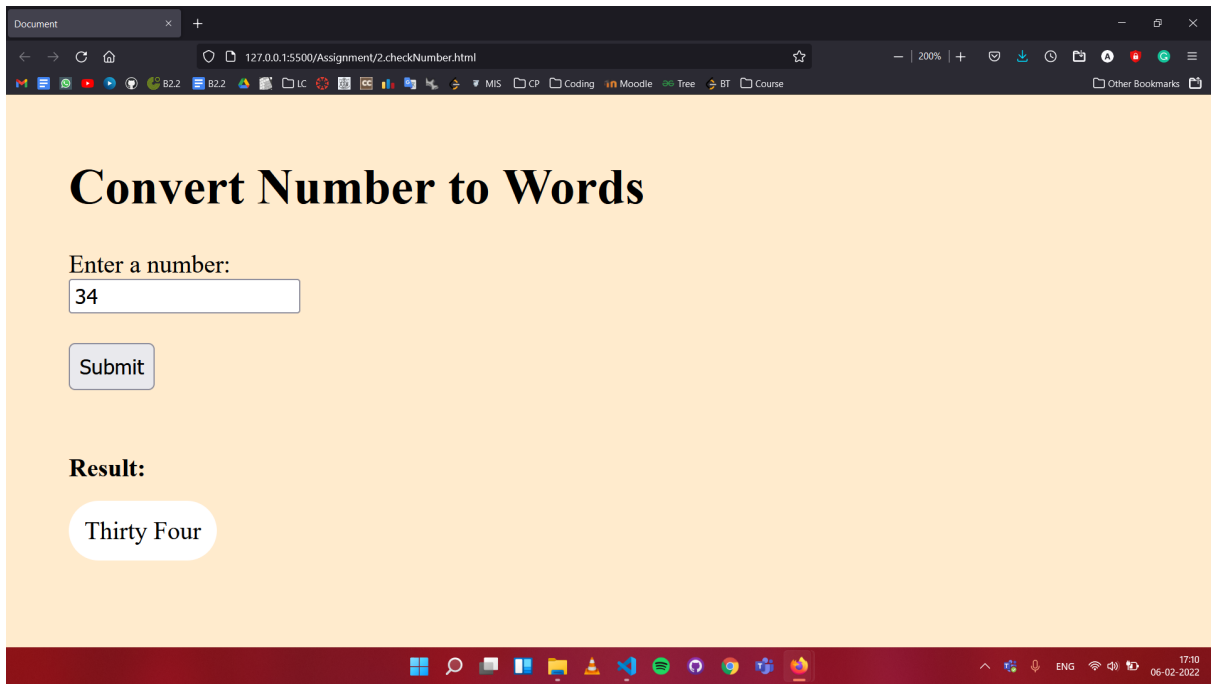 Document
200%
127.0.0.1:5500/Assignment/2.checkNumber.html
B2.2 B2.2 LC CC MIS CP Coding Moodle Tree BT Course Other Bookmarks
Convert Number to Words
Enter a number:
34
Submit
Result:
Thirty Four
ENG
17:10
06-02-2022